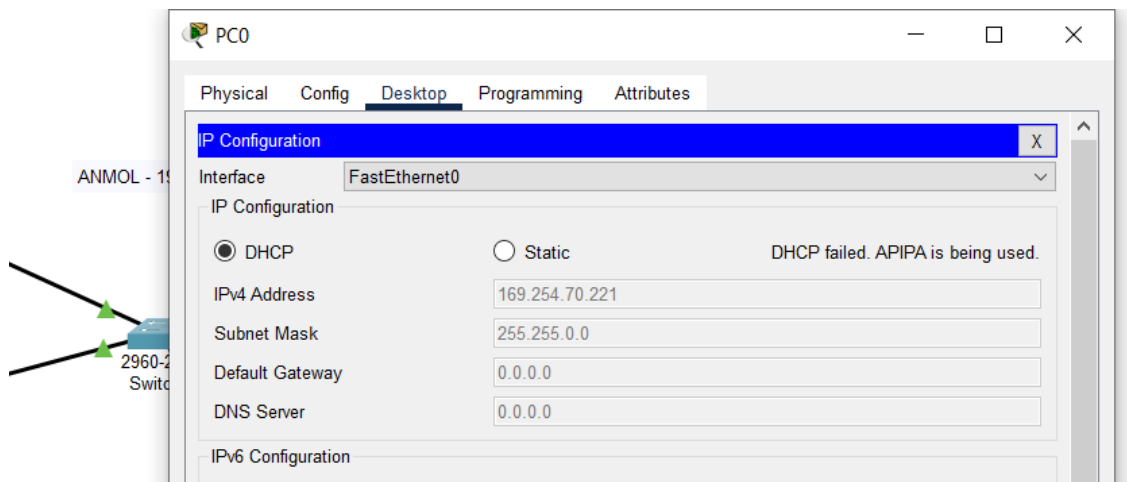 PC0
Physical Config Desktop Programming Attributes
IP Configuration X
ANMOL - 19
Interface FastEthernet0
IP Configuration
DHCP Static DHCP failed. APIPA is being used.
IPv4 Address 169.254.70.221
Subnet Mask 255.255.0.0
Default Gateway 0.0.0.0
2960-2
Switc
DNS Server 0.0.0.0
IPv6 Configuration